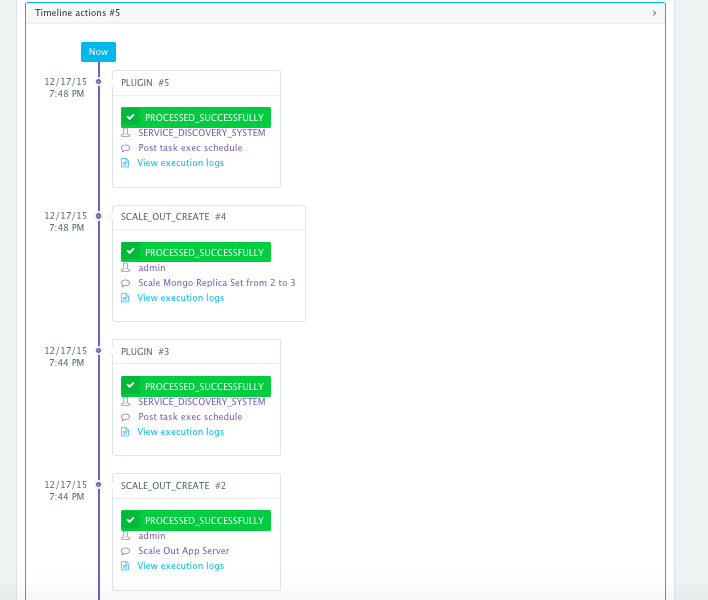 Timeline actions #5
Now
12/17/15
7:48 PM
PLUGIN #5
PROCESSED_SUCCESSFULLY
SERVICE_DISCOVERY_SYSTEM
Post task exec schedule
View execution logs
12/17/15
7:48 PM
SCALE_OUT_CREATE #4
PROCESSED_SUCCESSFULLY
admin
Scale Mongo Replica Set from 2 to 3
View execution logs
12/17/15
7:44 PM
PLUGIN #3
PROCESSED_SUCCESSFULLY
SERVICE_DISCOVERY_SYSTEM
Post task exec schedule
View execution logs
12/17/15
7:44 PM
SCALE_OUT_CREATE #2
PROCESSED_SUCCESSFULLY
admin
Scale Out App Server
View execution logs